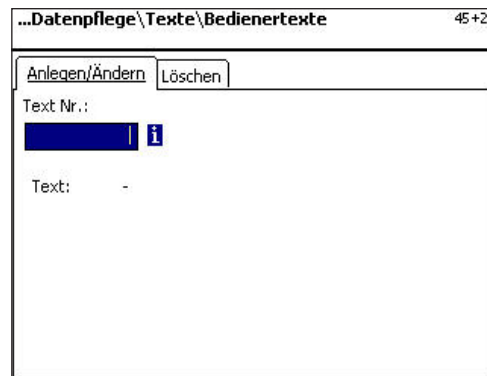 ...Datenpflege\Texte\Bedienertexte 45+2
Anlegen/Ändern Löschen
Text Nr.:
i
Text: -